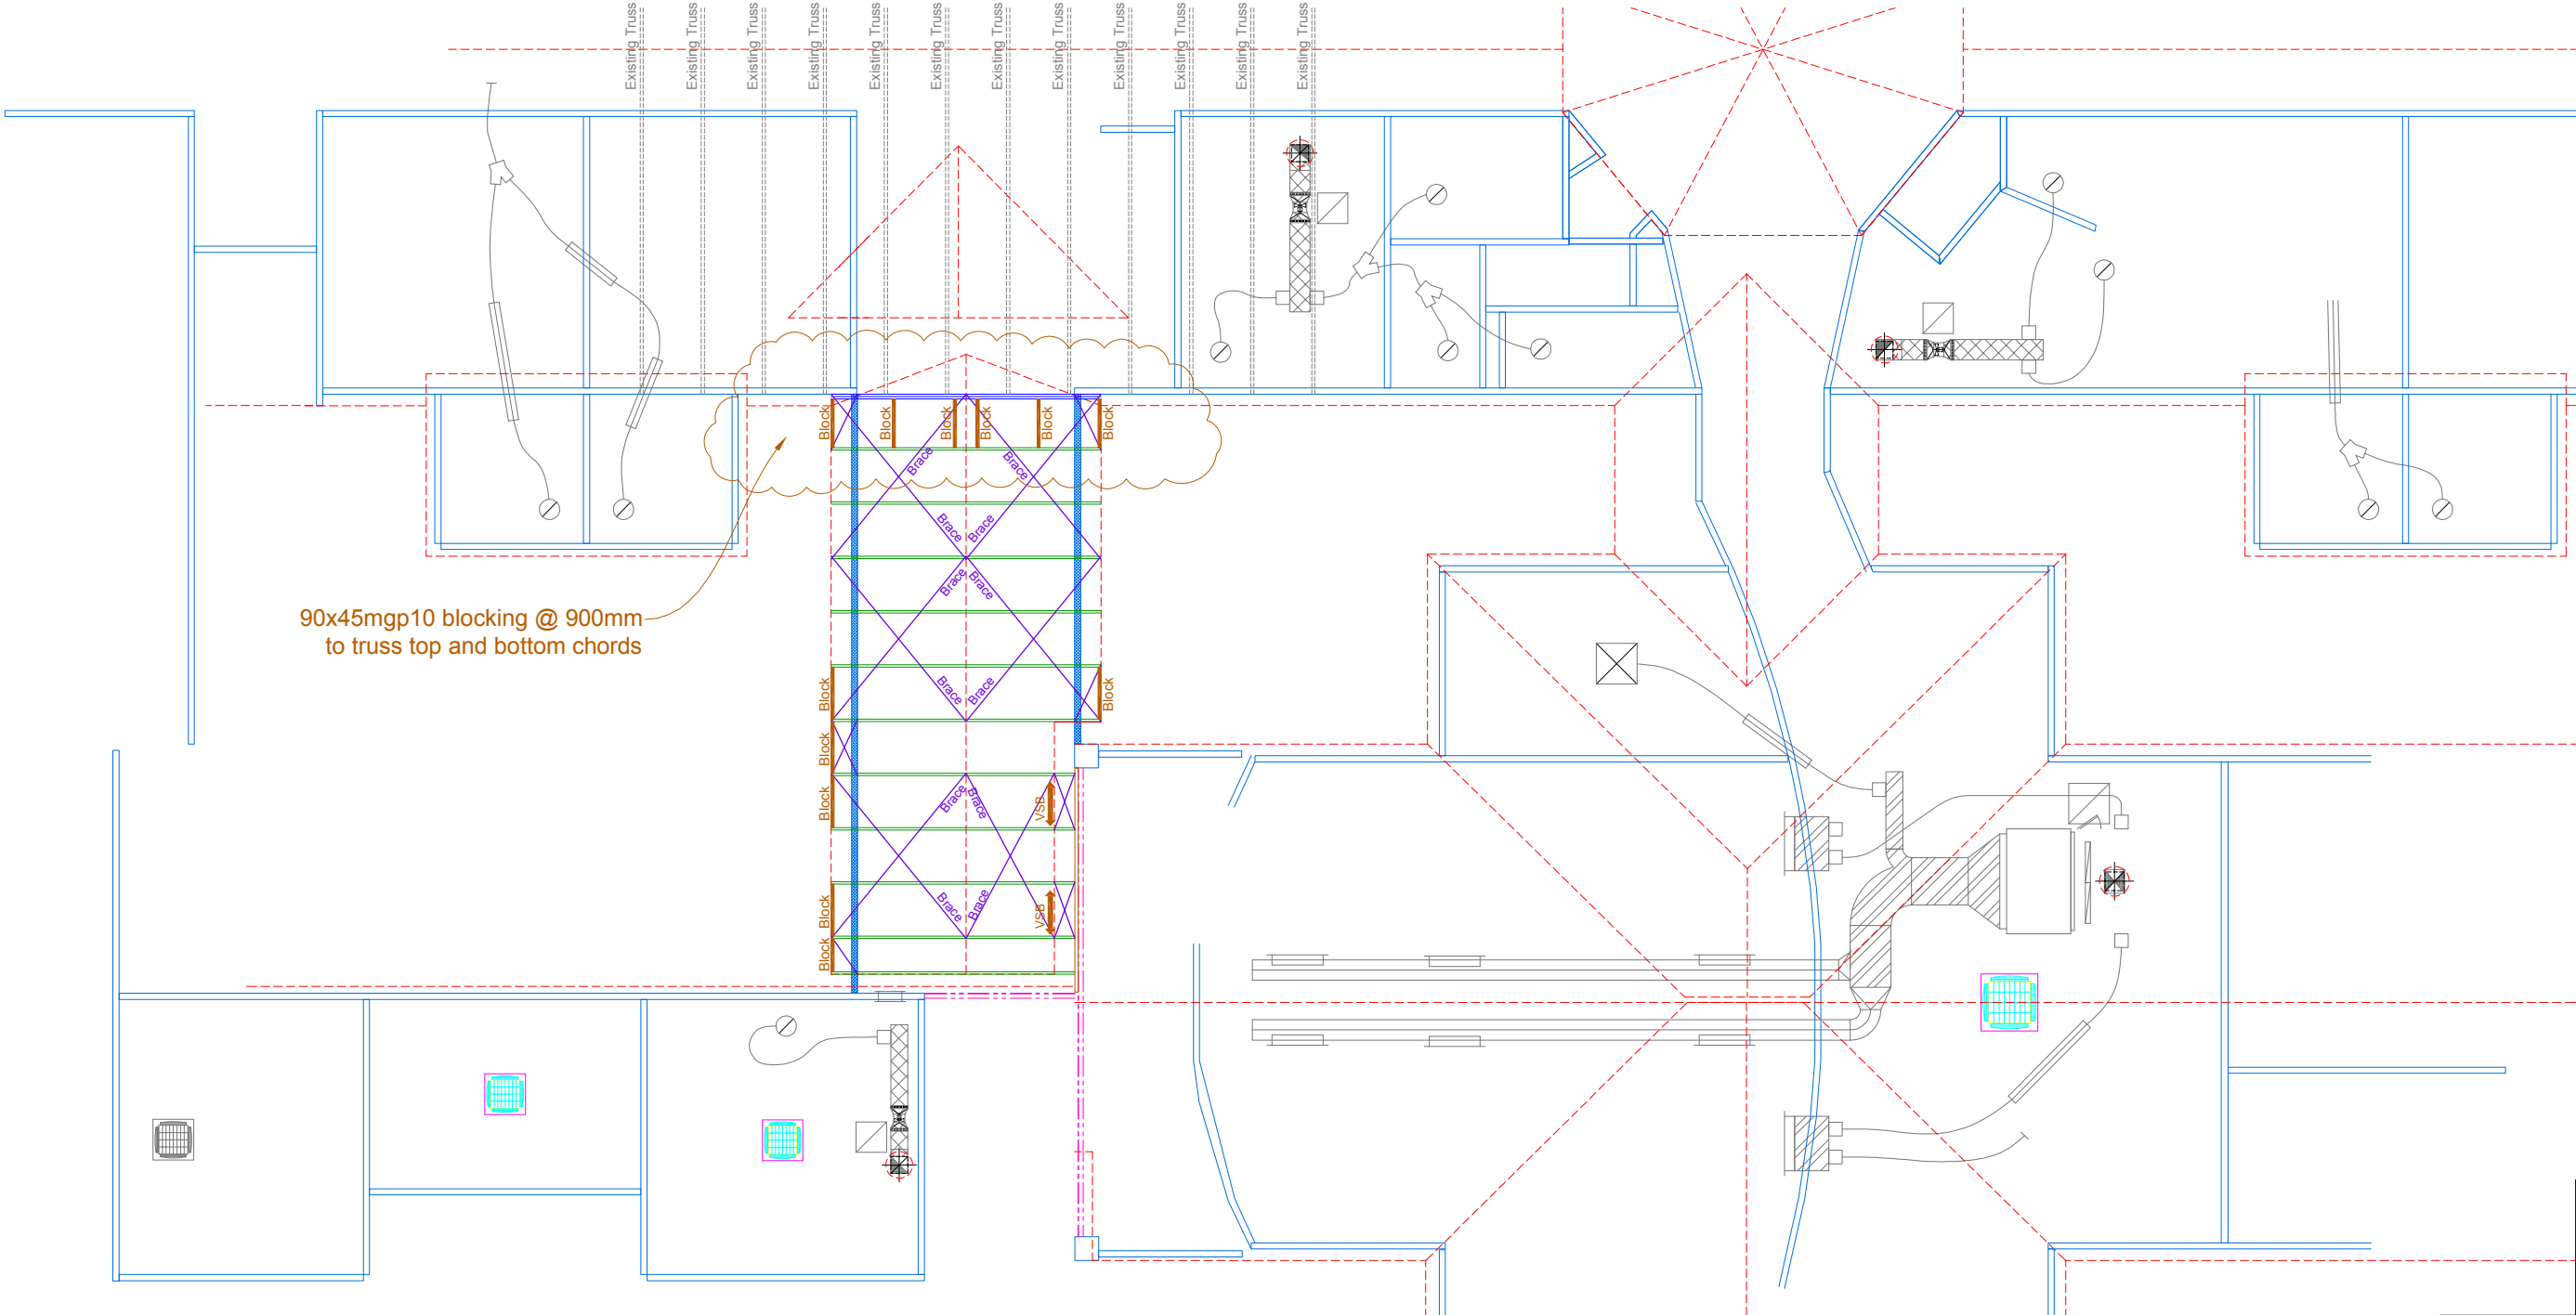 Existing Truss
Existing Truss
Existing Truss
Existing Truss
Existing Truss
Existing Truss
Existing Truss
Existing Truss
Existing Truss
Existing Truss
Existing Truss
Existing Truss
Block
Block
Block
Block
Block
Block
Brace
Brace
Brace
Brace
Brace
Brace
90x45mgp10 blocking @ 900mm
to truss top and bottom chords
Block
Brace
Brace
Block
Block
Block
Brace
Brace
VSB
Block
Brace
Brace
VSB
Block